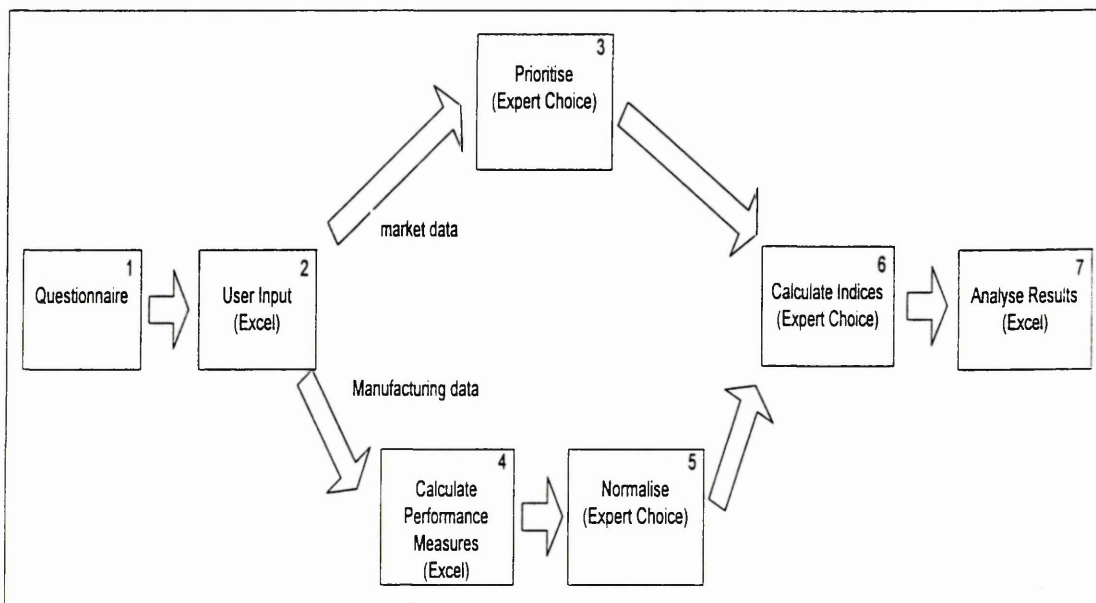 1
Questionnaire
2
User Input
(Excel)
market data
3
Prioritise
(Expert Choice)
Manufacturing data
4
Calculate
Performance
Measures
(Excel)
5
Normalise
(Expert Choice)
6
Calculate Indices
(Expert Choice)
7
Analyse Results
(Excel)